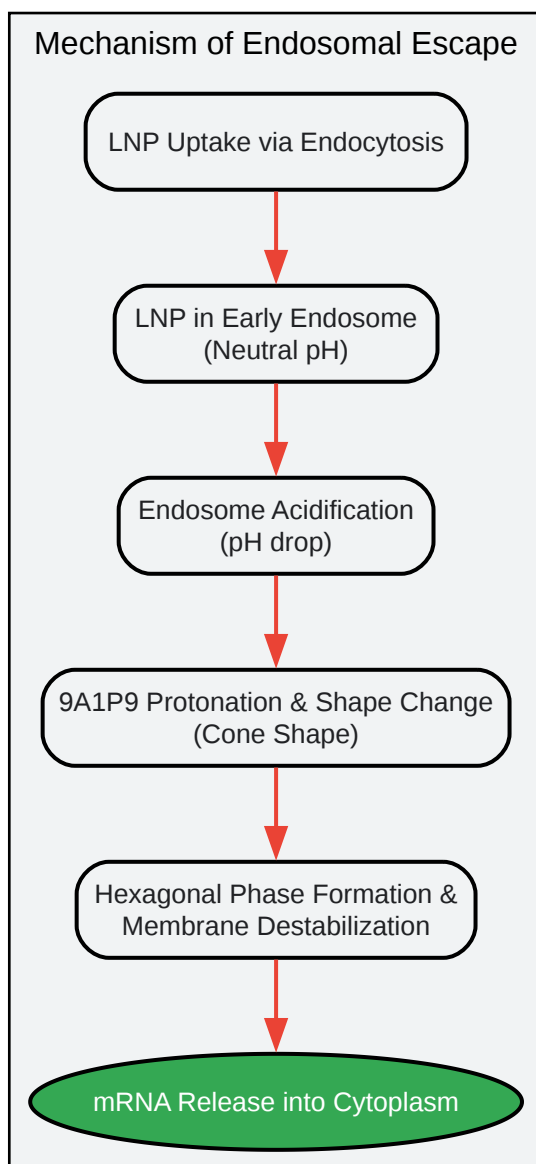 Mechanism of Endosomal Escape
LNP Uptake via Endocytosis
LNP in Early Endosome
(Neutral pH)
Endosome Acidification
(pH drop)
9A1P9 Protonation & Shape Change
(Cone Shape)
Hexagonal Phase Formation &
Membrane Destabilization
mRNA Release into Cytoplasm